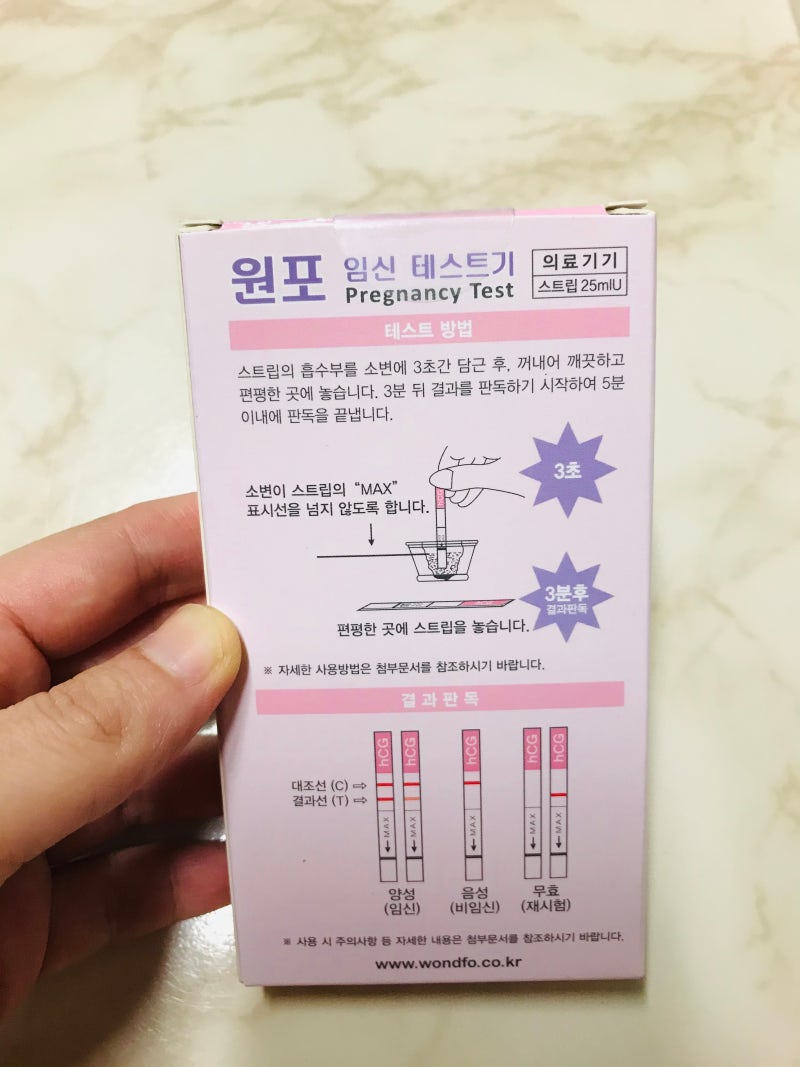 원포 임신 테스트기
Pregnancy Test
의료기기
스트립 25mIU
테스트 방법
스트립의 흡수부를 소변에 3초간 담근 후, 꺼내어 깨끗하고
편평한 곳에 놓습니다. 3분 뒤 결과를 판독하기 시작하여 5분
이내에 판독을 끝냅니다.
3초
소변이 스트립의 “MAX”
표시선을 넘지 않도록 합니다.
3분후
결과판독
편평한 곳에 스트립을 놓습니다.
※ 자세한 사용방법은 첨부문서를 참조하시기 바랍니다.
결과판독
hCG hCG hCG hCG hCG
대조선 (C) ⇨
결과선 (T) ⇨
MAX MAX MAX MAX MAX
양성 음성 무효
(임신) (비임신) (재시험)
※ 사용 시 주의사항 등 자세한 내용은 첨부문서를 참조하시기 바랍니다.
www.wondfo.co.kr